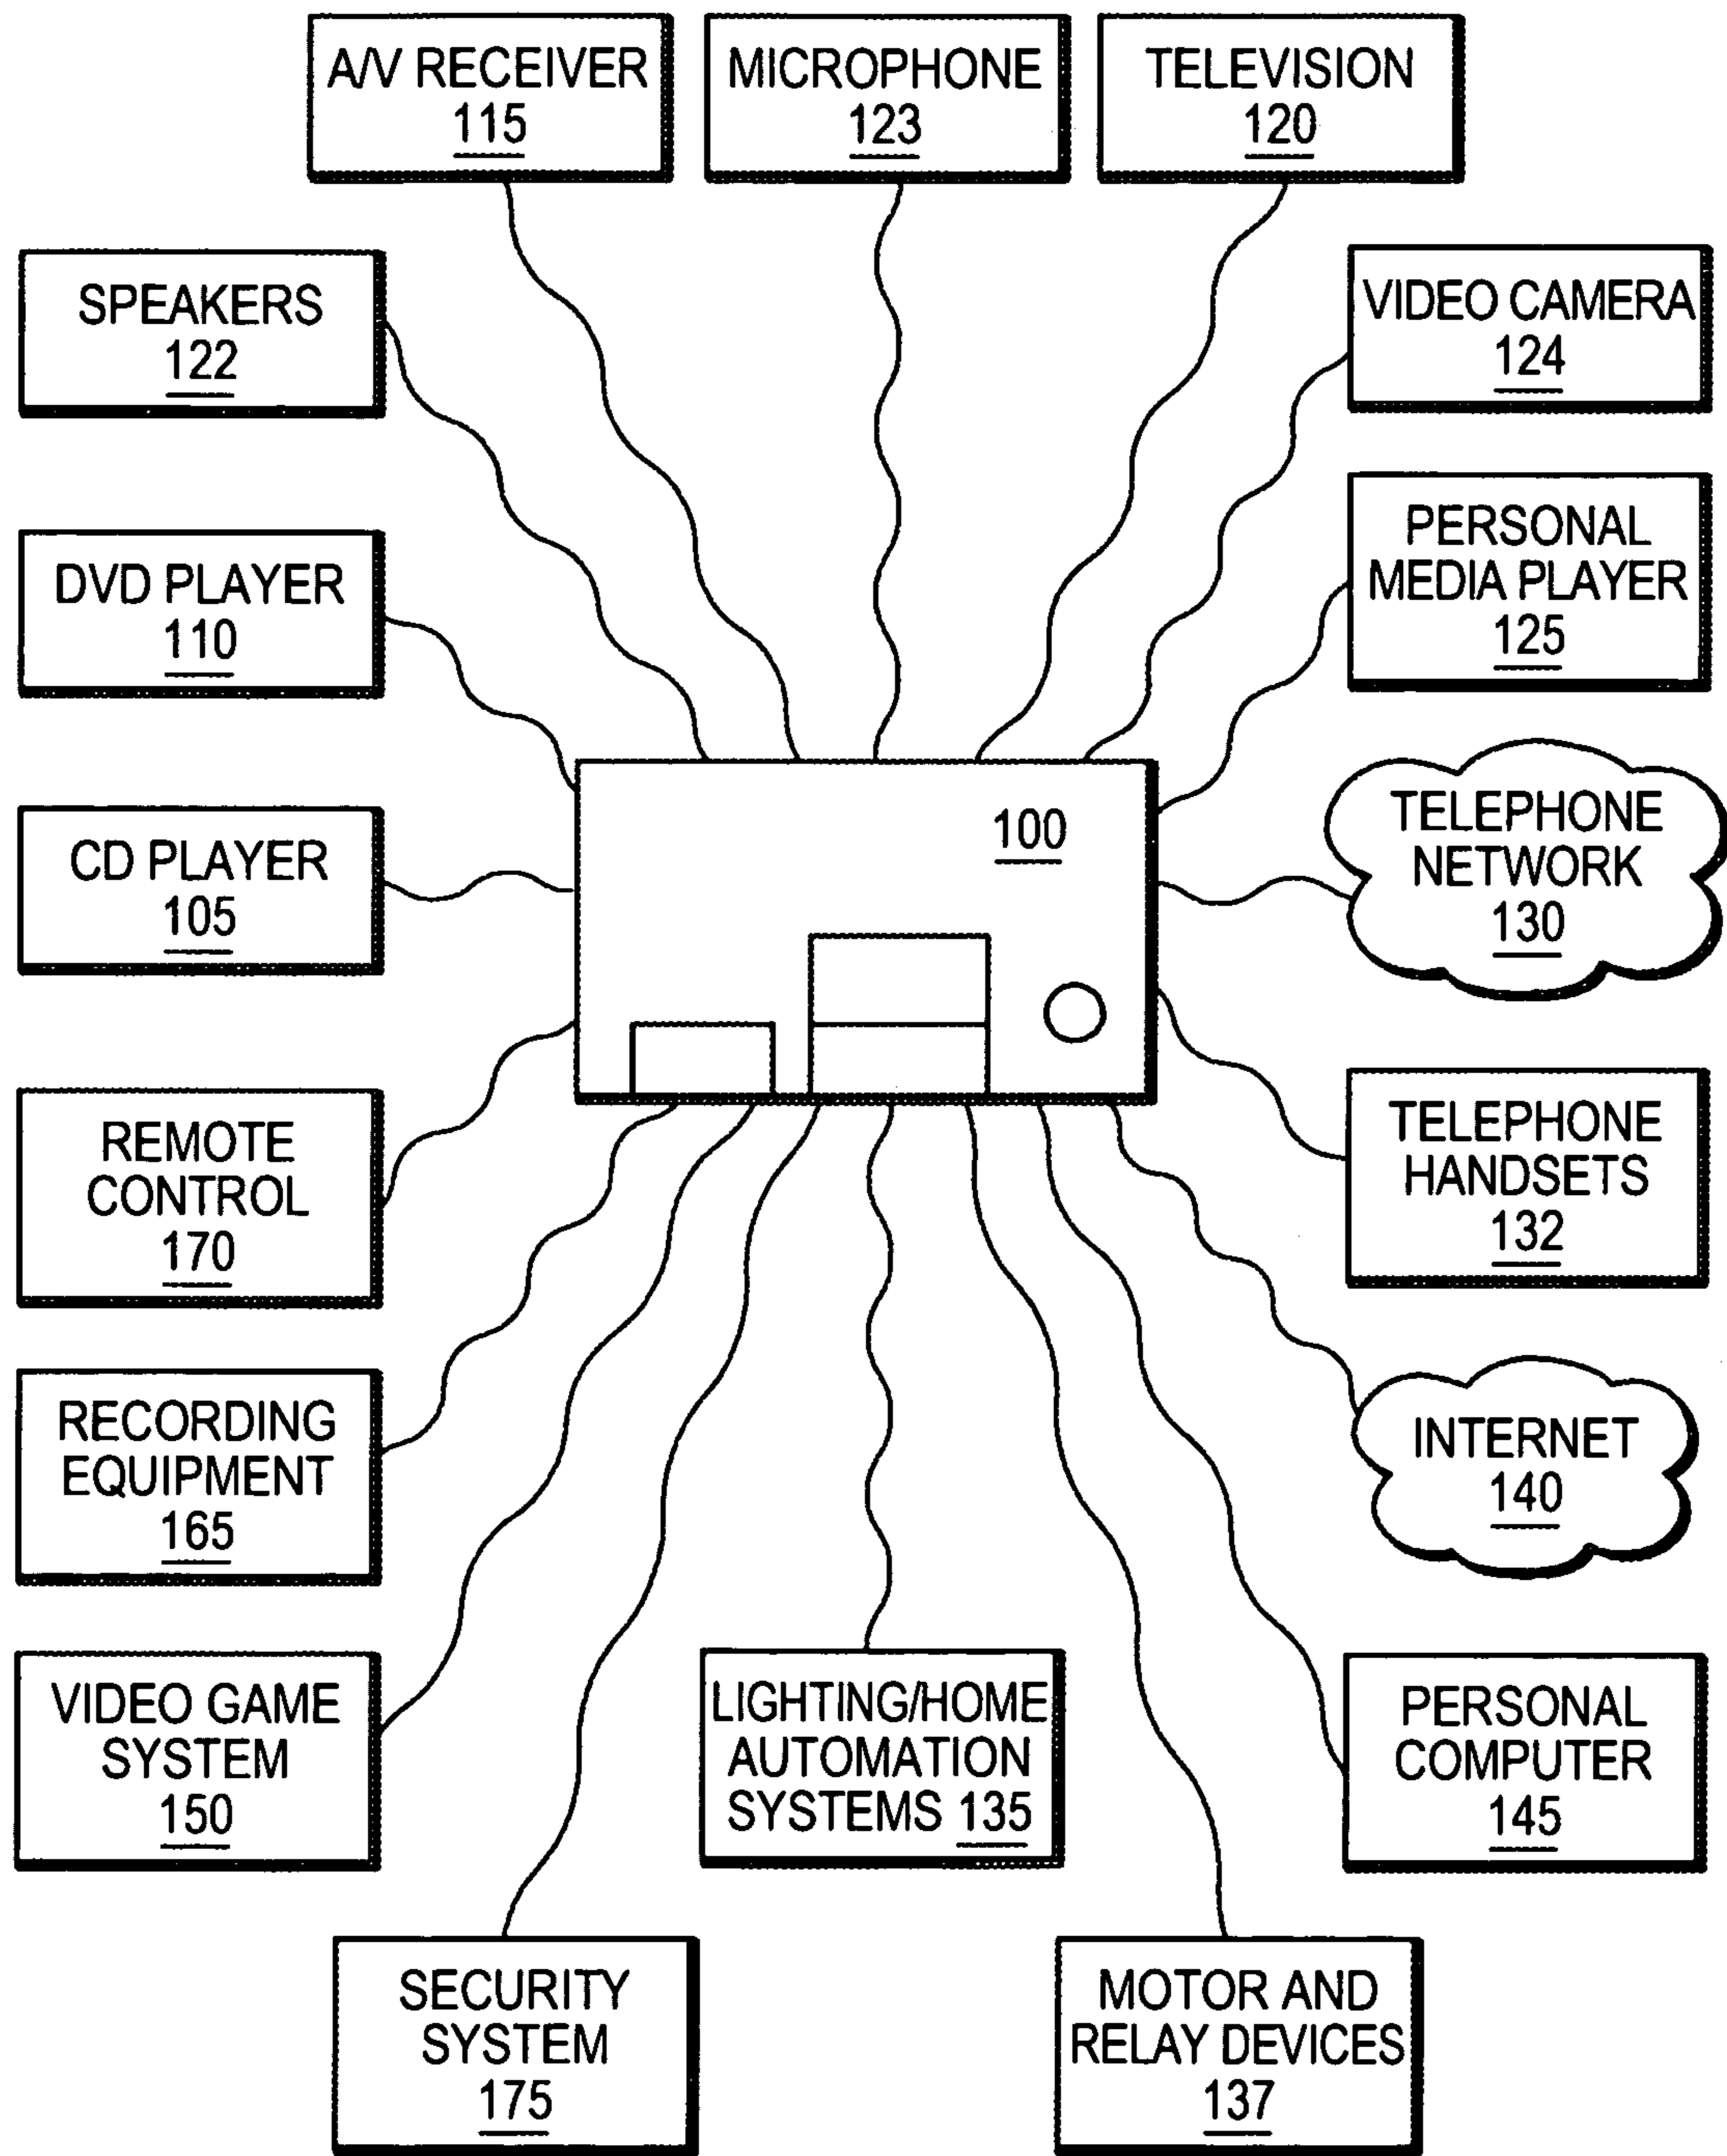 A/V RECEIVER
115
MICROPHONE
123
TELEVISION
120
SPEAKERS
122
VIDEO CAMERA
124
DVD PLAYER
110
PERSONAL
MEDIA PLAYER
125
CD PLAYER
105
100
TELEPHONE
NETWORK
130
REMOTE
CONTROL
170
TELEPHONE
HANDSETS
132
RECORDING
EQUIPMENT
165
INTERNET
140
VIDEO GAME
SYSTEM
150
LIGHTING/HOME
AUTOMATION
SYSTEMS 135
PERSONAL
COMPUTER
145
SECURITY
SYSTEM
175
MOTOR AND
RELAY DEVICES
137